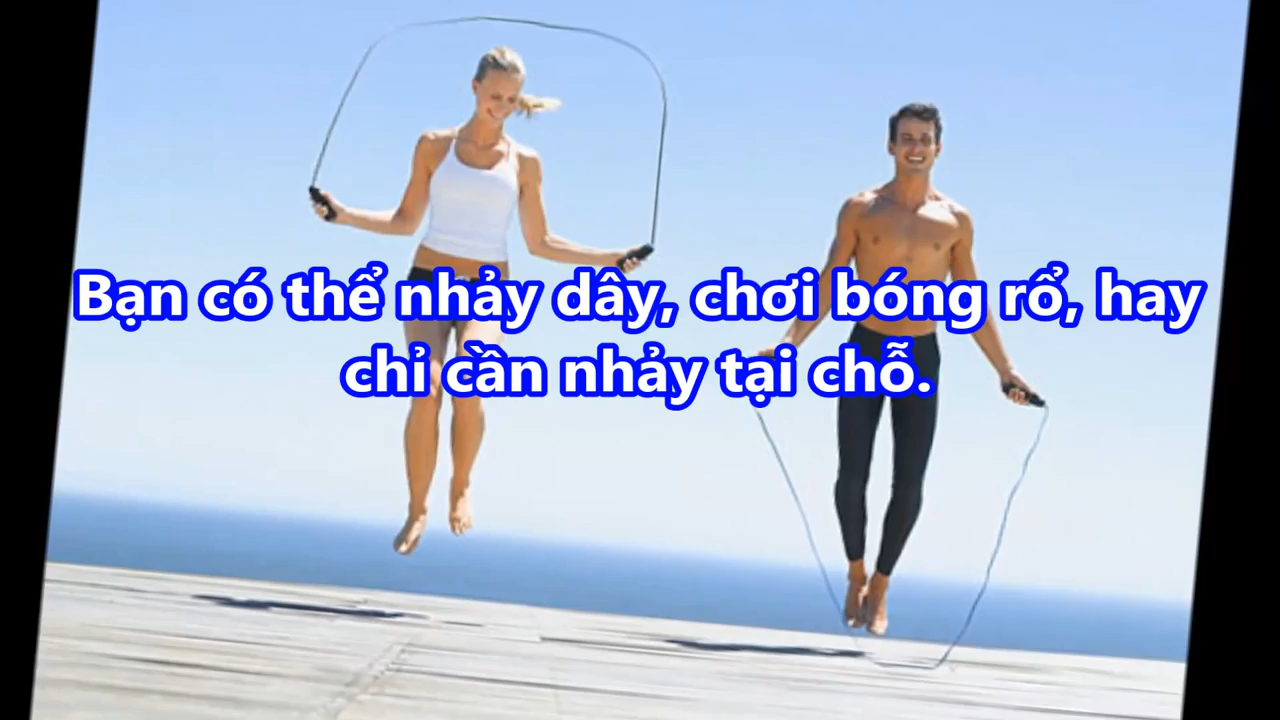 Bạn có thể nhảy dây, chơi bóng rổ, hay
chỉ cần nhảy tại chỗ.